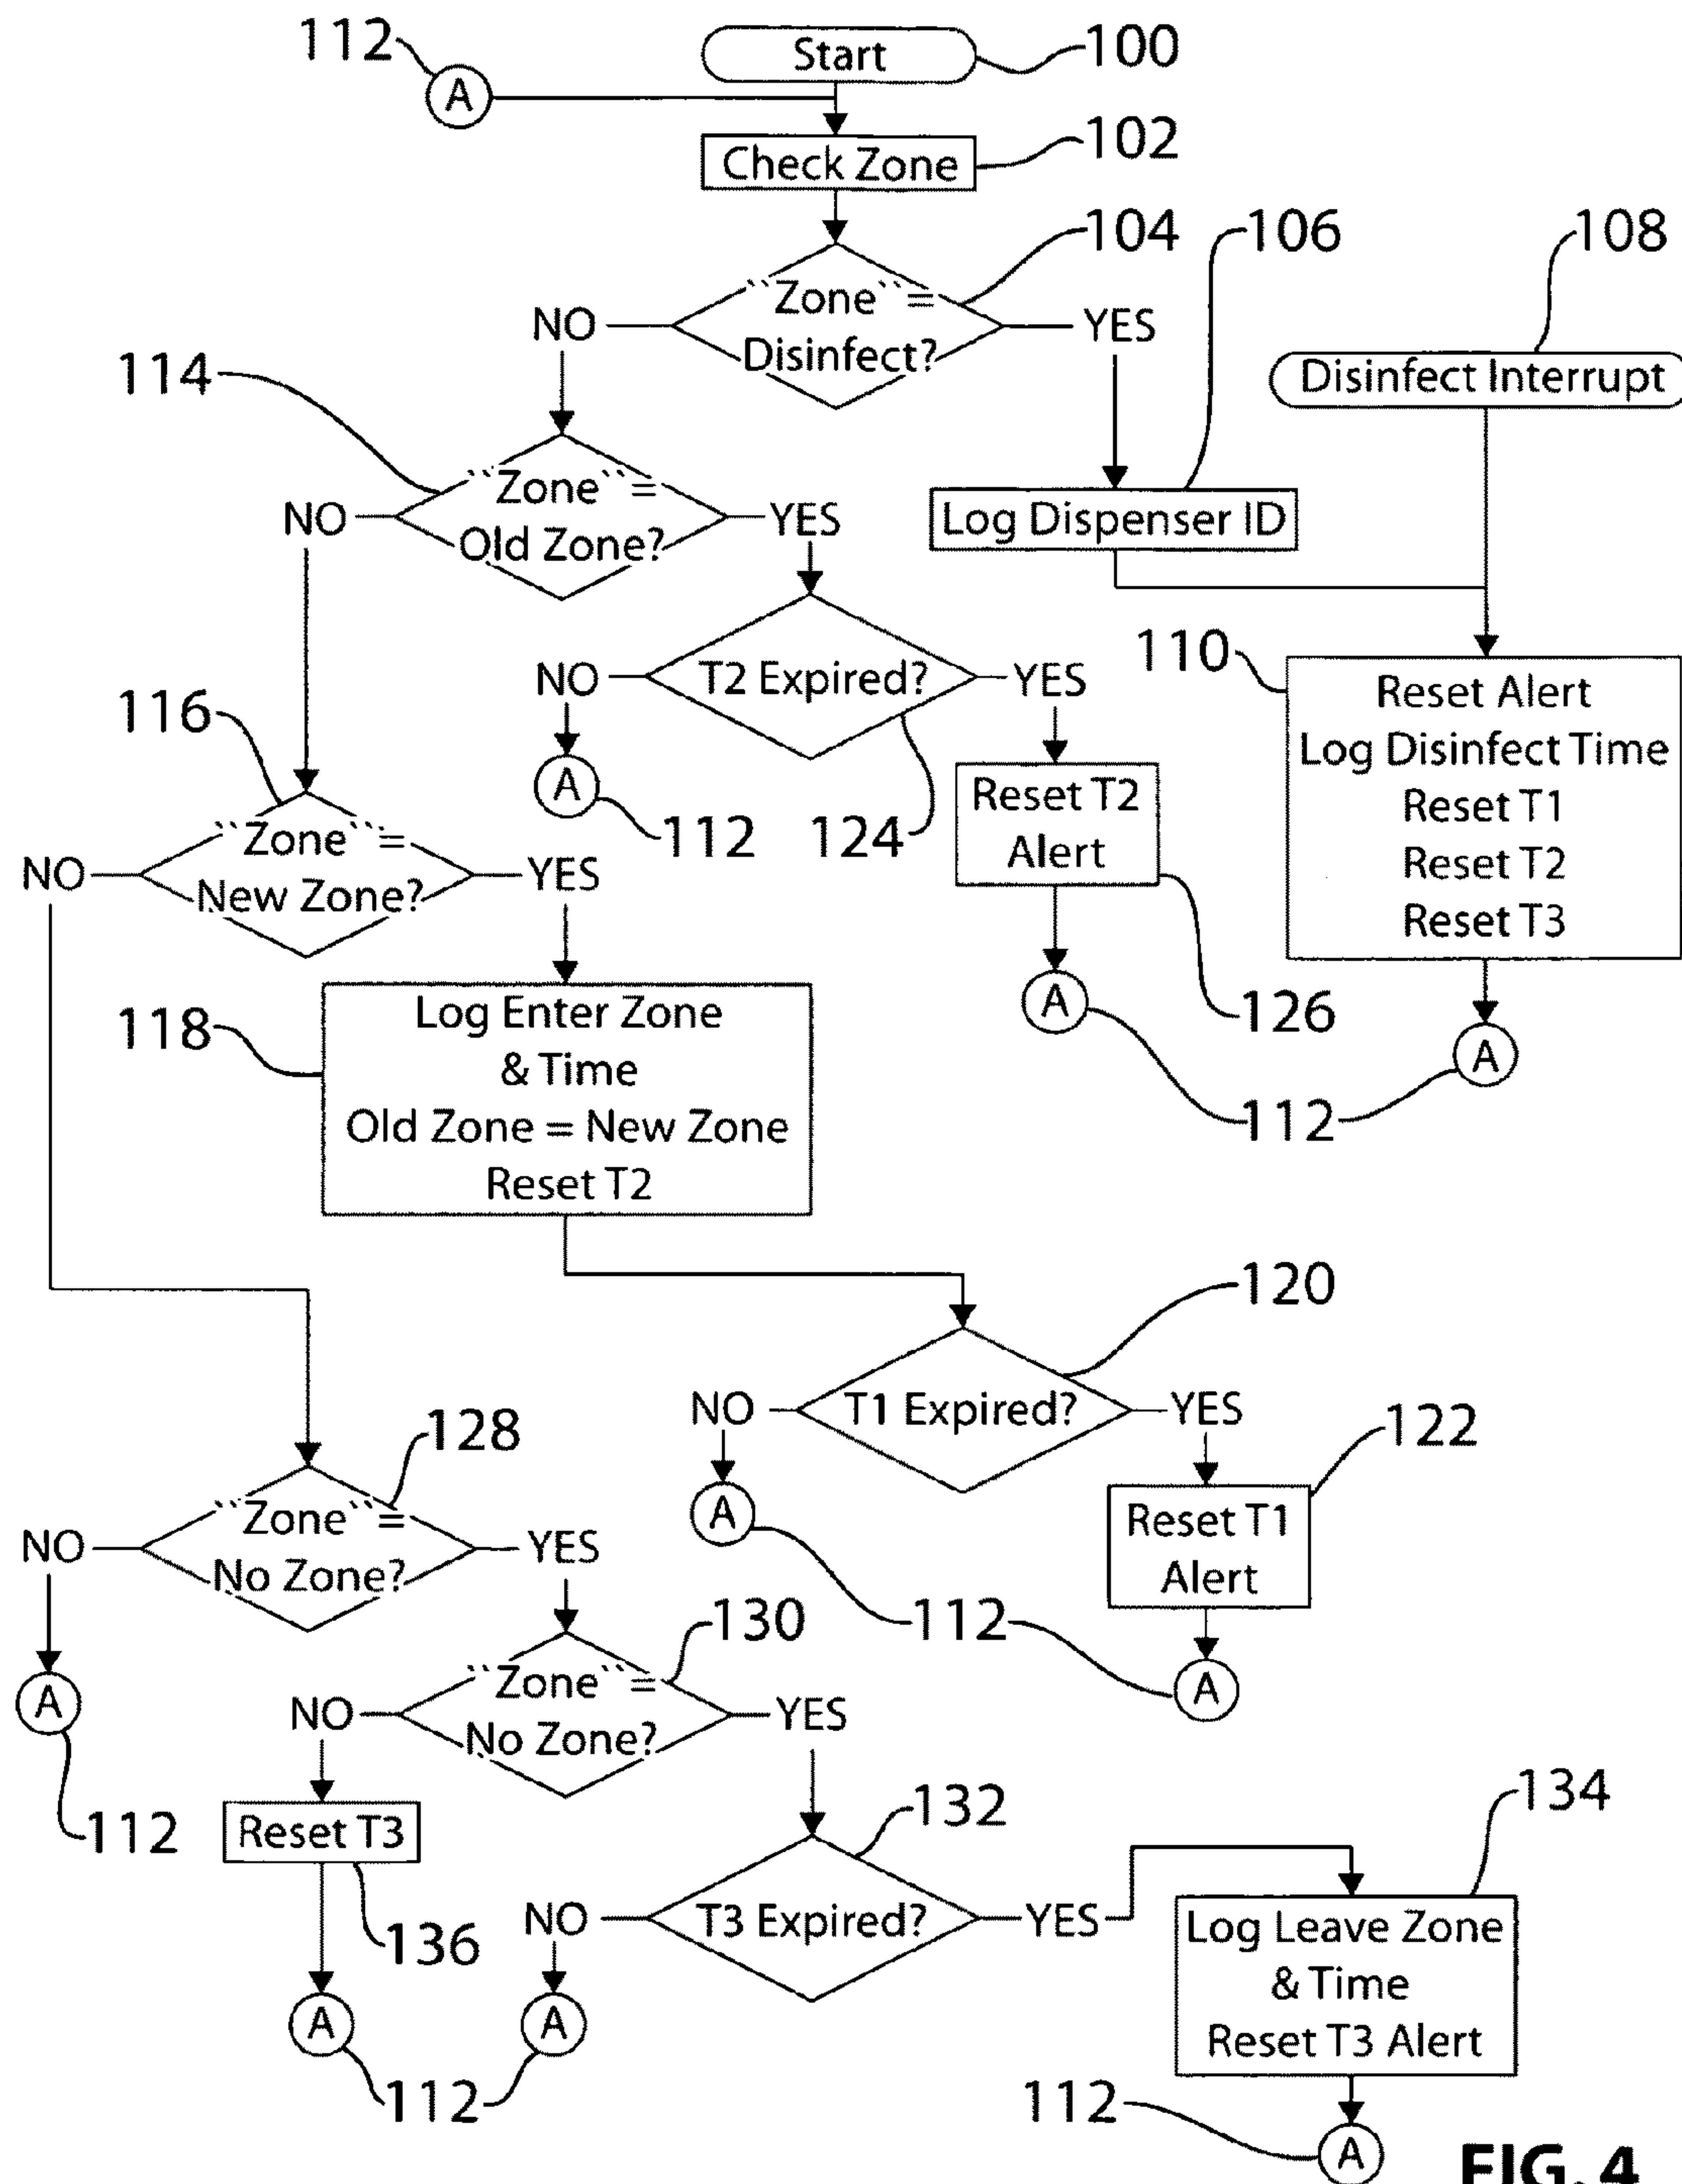 112
A
Start
100
Check Zone
102
``Zone`` =
Disinfect?
104
NO
YES
106
108
Disinfect Interrupt
114
``Zone`` =
Old Zone?
NO
YES
Log Dispenser ID
T2 Expired?
NO
YES
124
A
112
110
Reset Alert
Log Disinfect Time
Reset T1
Reset T2
Reset T3
116
``Zone`` =
New Zone?
NO
YES
Reset T2
Alert
126
A
A
112
118
Log Enter Zone
& Time
Old Zone = New Zone
Reset T2
120
T1 Expired?
NO
YES
122
Reset T1
Alert
A
112
A
128
``Zone`` =
No Zone?
NO
YES
A
112
130
``Zone`` =
No Zone?
NO
YES
Reset T3
136
A
132
T3 Expired?
NO
YES
A
112
134
Log Leave Zone
& Time
Reset T3 Alert
112
A
FIG. 4